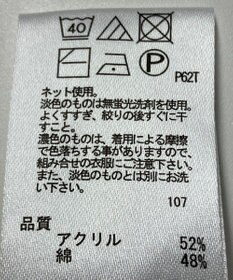 40
P
P62T
ネット使用。
淡色のものは無蛍光洗剤を使用。
よくすすぎ、絞りの後すぐに干
すこと。
濃色のものは、着用による摩擦
で色落ちする事がありますので、
組み合せの衣服にご注意下さい。
また、淡色のものとは別にお洗
い下さい。
107
品質
アクリル 52%
綿 48%